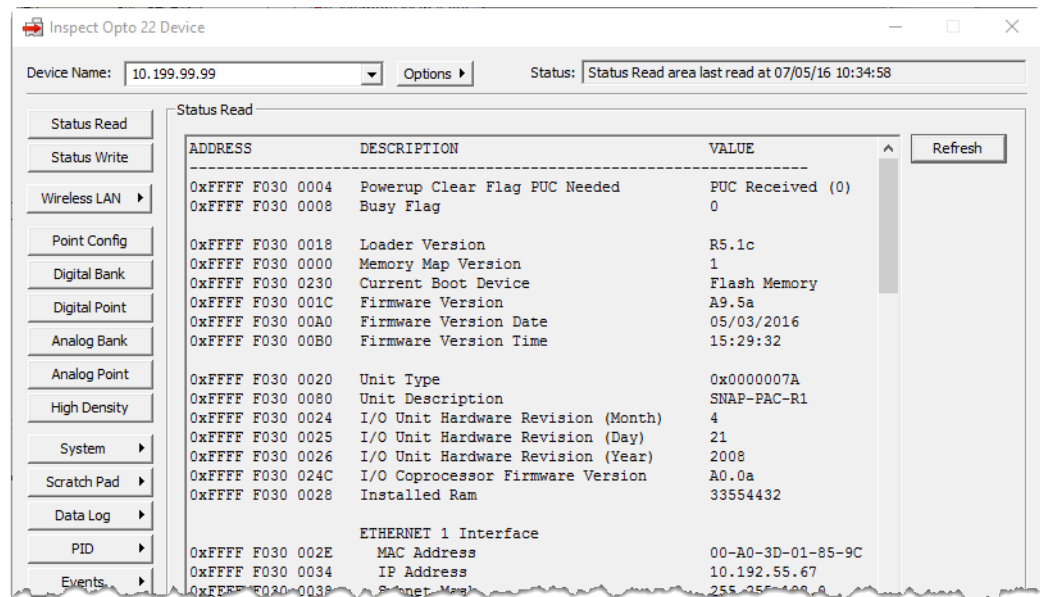 Inspect Opto 22 Device
Device Name: 10.199.99.99 Options Status: Status Read area last read at 07/05/16 10:34:58
Status Read
Status Write
Wireless LAN
Point Config
Digital Bank
Digital Point
Analog Bank
Analog Point
High Density
System
Scratch Pad
Data Log
PID
Events
Status Read
Refresh
ADDRESS DESCRIPTION VALUE
--------------------------------------------------------------------
0xFFFF F030 0004 Powerup Clear Flag PUC Needed PUC Received (0)
0xFFFF F030 0008 Busy Flag 0
0xFFFF F030 0018 Loader Version R5.1c
0xFFFF F030 0000 Memory Map Version 1
0xFFFF F030 0230 Current Boot Device Flash Memory
0xFFFF F030 001C Firmware Version A9.5a
0xFFFF F030 00A0 Firmware Version Date 05/03/2016
0xFFFF F030 00B0 Firmware Version Time 15:29:32
0xFFFF F030 0020 Unit Type 0x0000007A
0xFFFF F030 0080 Unit Description SNAP-PAC-R1
0xFFFF F030 0024 I/O Unit Hardware Revision (Month) 4
0xFFFF F030 0025 I/O Unit Hardware Revision (Day) 21
0xFFFF F030 0026 I/O Unit Hardware Revision (Year) 2008
0xFFFF F030 024C I/O Coprocessor Firmware Version A0.0a
0xFFFF F030 0028 Installed Ram 33554432
ETHERNET 1 Interface
0xFFFF F030 002E MAC Address 00-A0-3D-01-85-9C
0xFFFF F030 0034 IP Address 10.192.55.67
0xFFFF F030 0038 Subnet Mask